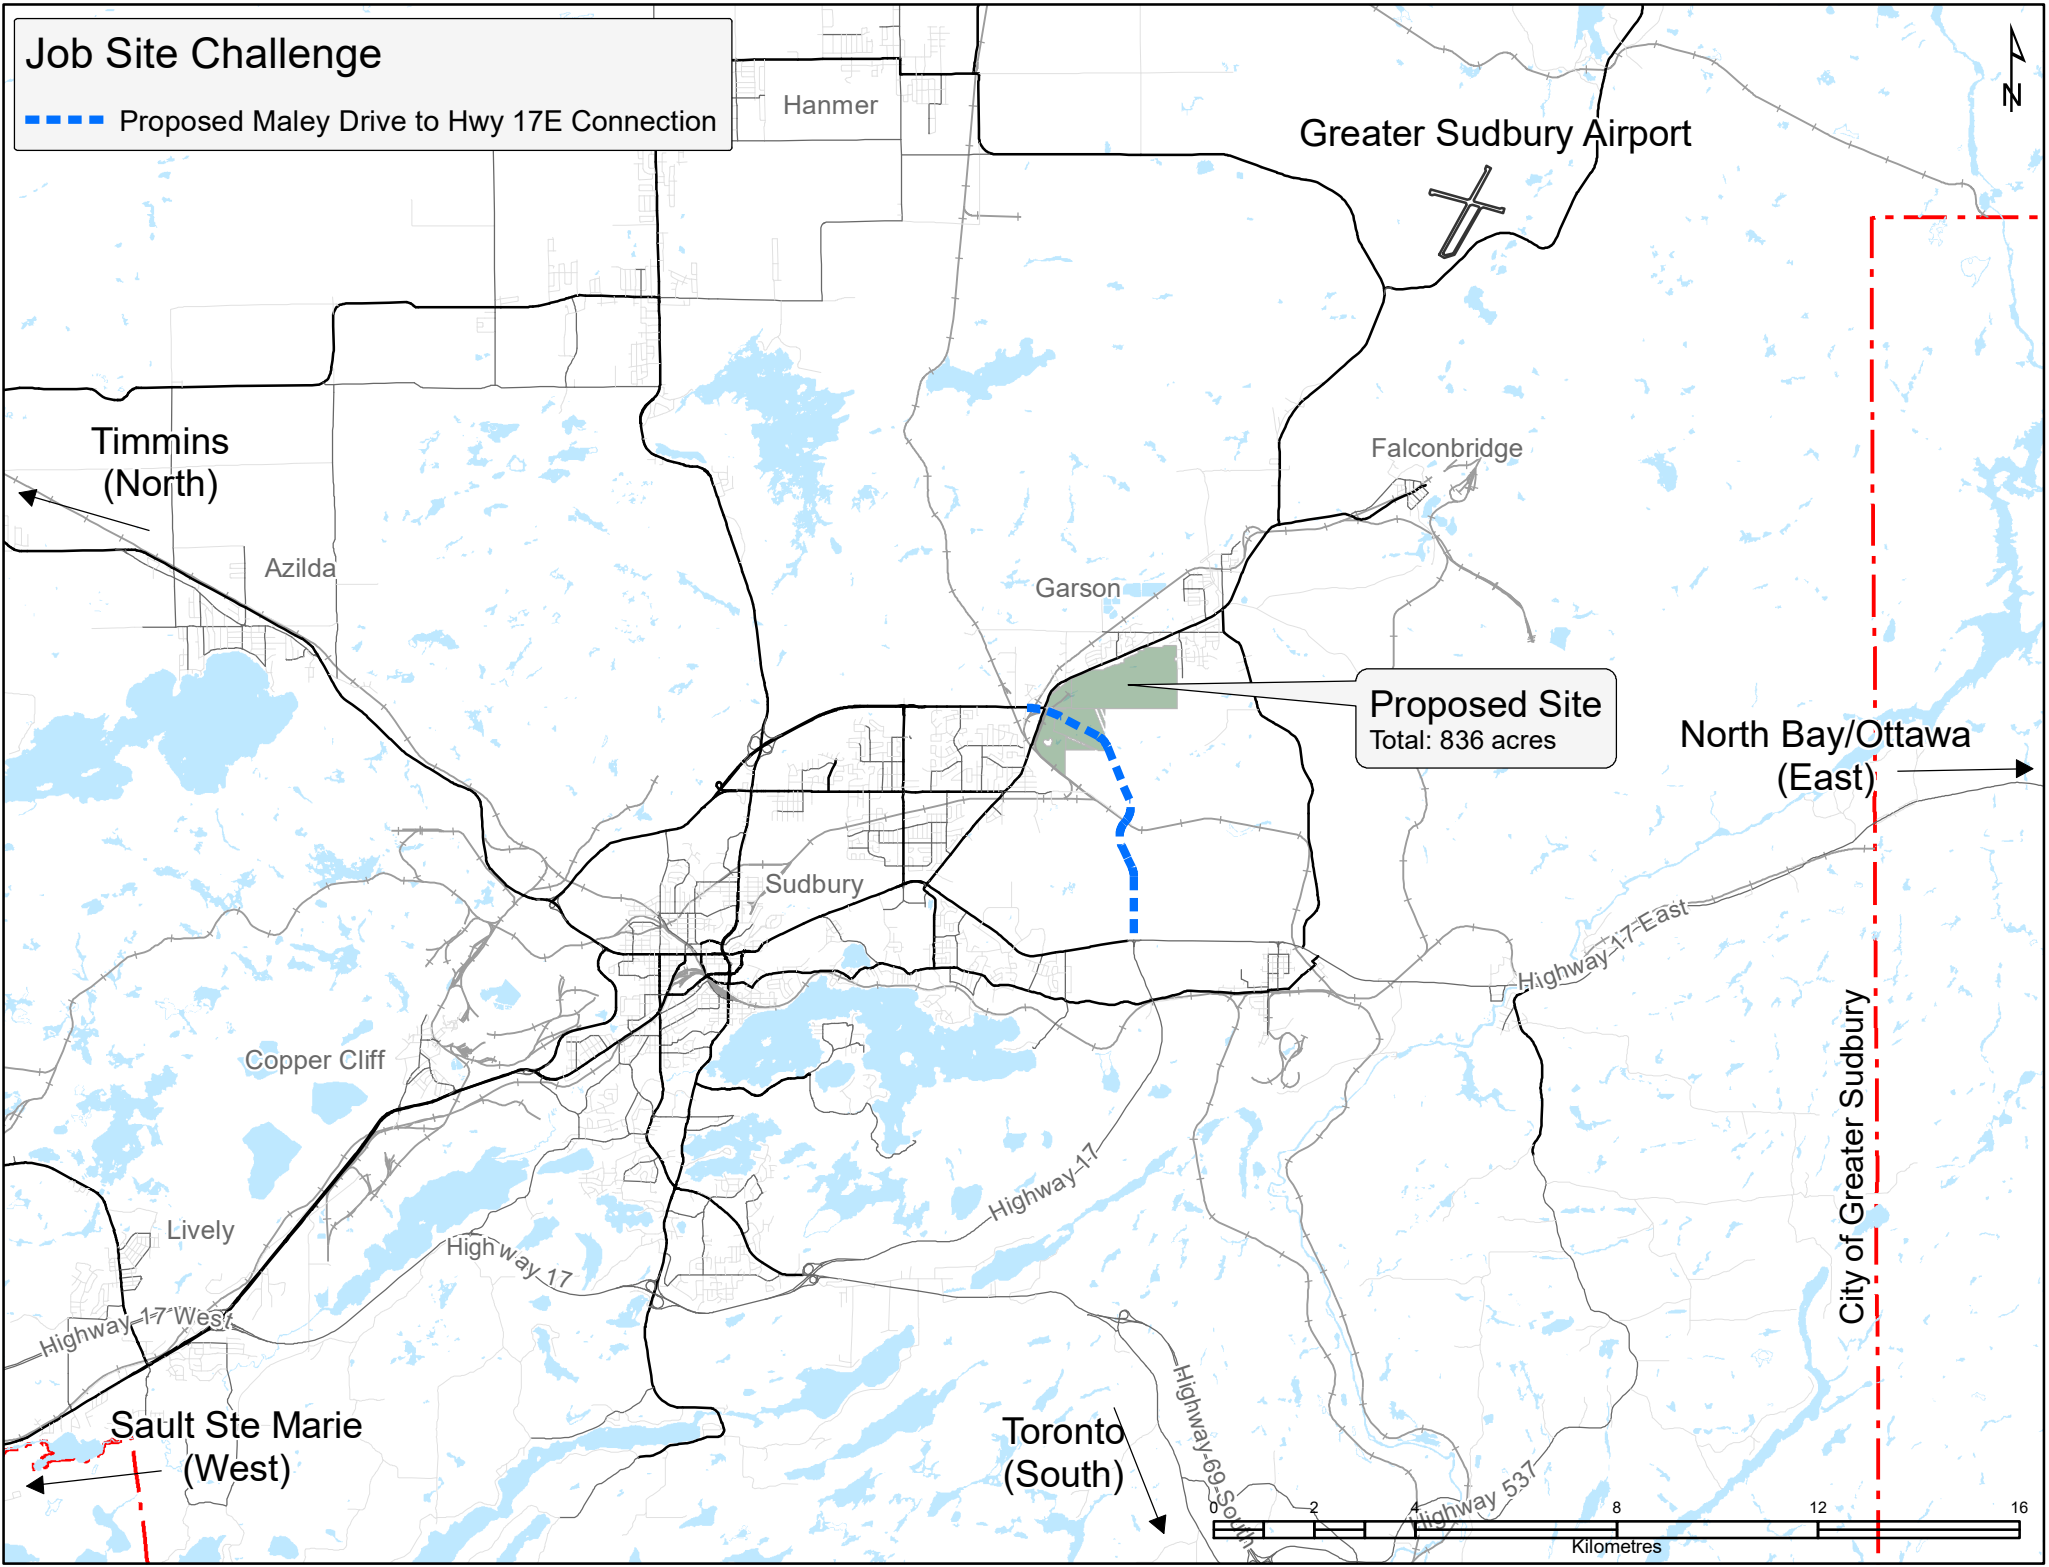 Job Site Challenge
Proposed Maley Drive to Hwy 17E Connection
Hanmer
Greater Sudbury Airport
N
Timmins
(North)
Falconbridge
Azilda
Garson
Proposed Site
Total: 836 acres
North Bay/Ottawa
(East)
Sudbury
Highway 17 East
Copper Cliff
City of Greater Sudbury
Highway 17
Lively
Highway 17
Highway 17 West
Sault Ste Marie
(West)
Toronto
(South)
Highway 69 South
Highway 537
0 2 4 8 12 16
Kilometres